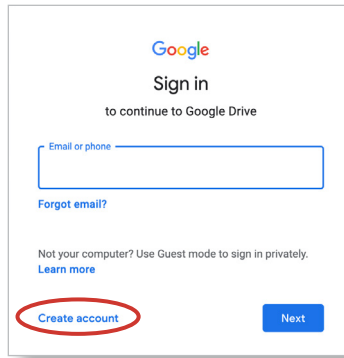 Google
Sign in
to continue to Google Drive
Email or phone
Forgot email?
Not your computer? Use Guest mode to sign in privately.
Learn more
Create account
Next